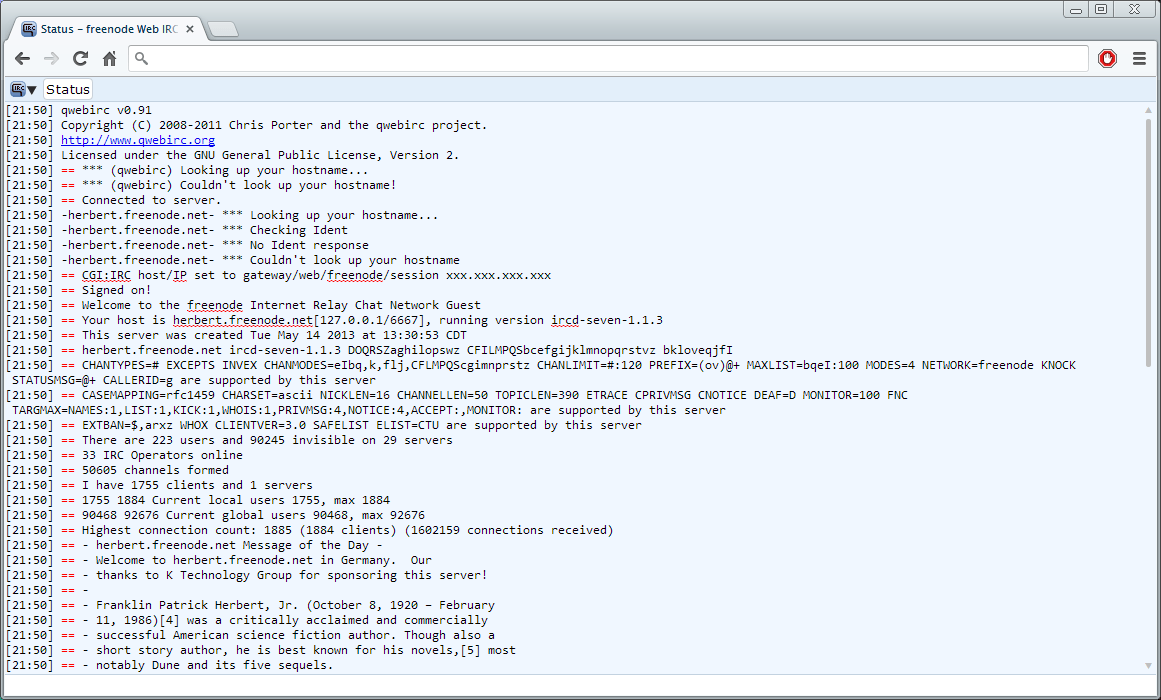 Status – freenode Web IRC
Status
[21:50] qwebirc v0.91
[21:50] Copyright (C) 2008-2011 Chris Porter and the qwebirc project.
[21:50] http://www.qwebirc.org
[21:50] Licensed under the GNU General Public License, Version 2.
[21:50] == *** (qwebirc) Looking up your hostname...
[21:50] == *** (qwebirc) Couldn't look up your hostname!
[21:50] == Connected to server.
[21:50] -herbert.freenode.net- *** Looking up your hostname...
[21:50] -herbert.freenode.net- *** Checking Ident
[21:50] -herbert.freenode.net- *** No Ident response
[21:50] -herbert.freenode.net- *** Couldn't look up your hostname
[21:50] == CGI:IRC host/IP set to gateway/web/freenode/session xxx.xxx.xxx.xxx
[21:50] == Signed on!
[21:50] == Welcome to the freenode Internet Relay Chat Network Guest
[21:50] == Your host is herbert.freenode.net[127.0.0.1/6667], running version ircd-seven-1.1.3
[21:50] == This server was created Tue May 14 2013 at 13:30:53 CDT
[21:50] == herbert.freenode.net ircd-seven-1.1.3 DOQRSZaghilopswz CFILMPQSbcefgijklmnopqrstvz bkloveqjfI
[21:50] == CHANTYPES=# EXCEPTS INVEX CHANMODES=eIbq,k,flj,CFLMPQScgimnprstz CHANLIMIT=#:120 PREFIX=(ov)@+ MAXLIST=bqeI:100 MODES=4 NETWORK=freenode KNOCK
STATUSMSG=@+ CALLERID=g are supported by this server
[21:50] == CASEMAPPING=rfc1459 CHARSET=ascii NICKLEN=16 CHANNELLEN=50 TOPICLEN=390 ETRACE CPRIVMSG CNOTICE DEAF=D MONITOR=100 FNC
TARGMAX=NAMES:1,LIST:1,KICK:1,WHOIS:1,PRIVMSG:4,NOTICE:4,ACCEPT:,MONITOR: are supported by this server
[21:50] == EXTBAN=$,arxz WHOX CLIENTVER=3.0 SAFELIST ELIST=CTU are supported by this server
[21:50] == There are 223 users and 90245 invisible on 29 servers
[21:50] == 33 IRC Operators online
[21:50] == 50605 channels formed
[21:50] == I have 1755 clients and 1 servers
[21:50] == 1755 1884 Current local users 1755, max 1884
[21:50] == 90468 92676 Current global users 90468, max 92676
[21:50] == Highest connection count: 1885 (1884 clients) (1602159 connections received)
[21:50] == - herbert.freenode.net Message of the Day -
[21:50] == - Welcome to herbert.freenode.net in Germany.  Our
[21:50] == - thanks to K Technology Group for sponsoring this server!
[21:50] == -
[21:50] == - Franklin Patrick Herbert, Jr. (October 8, 1920 – February
[21:50] == - 11, 1986)[4] was a critically acclaimed and commercially
[21:50] == - successful American science fiction author. Though also a
[21:50] == - short story author, he is best known for his novels,[5] most
[21:50] == - notably Dune and its five sequels.